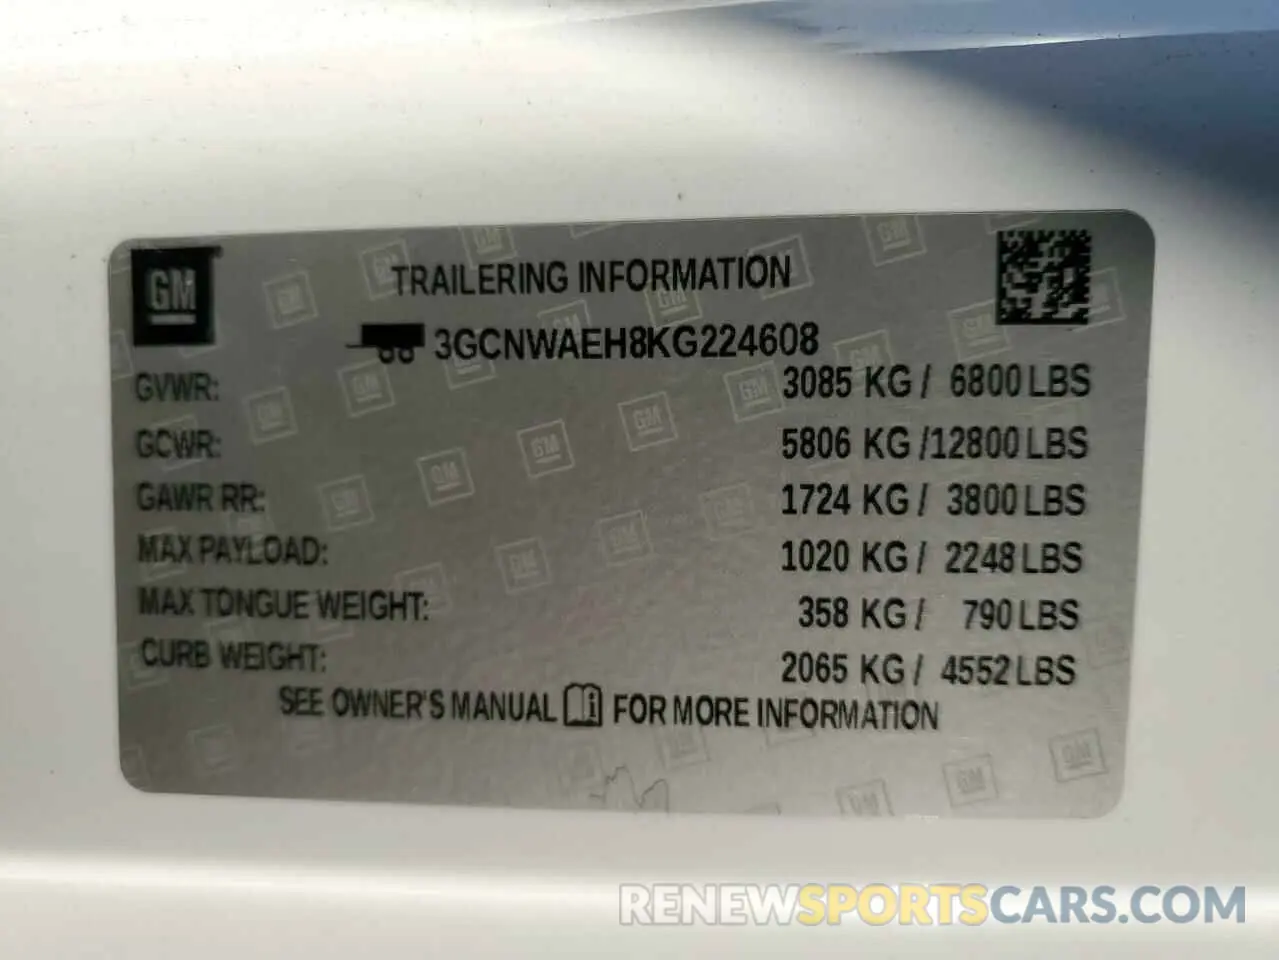 GM
TRAILERING INFORMATION
3GCNWAEH8KG224608
GVWR: 3085 KG / 6800 LBS
GCWR: 5806 KG /12800 LBS
GAWR RR: 1724 KG / 3800 LBS
MAX PAYLOAD: 1020 KG / 2248 LBS
MAX TONGUE WEIGHT: 358 KG / 790 LBS
CURB WEIGHT: 2065 KG / 4552 LBS
SEE OWNER'S MANUAL FOR MORE INFORMATION
RENEWSPORTSCARS.COM